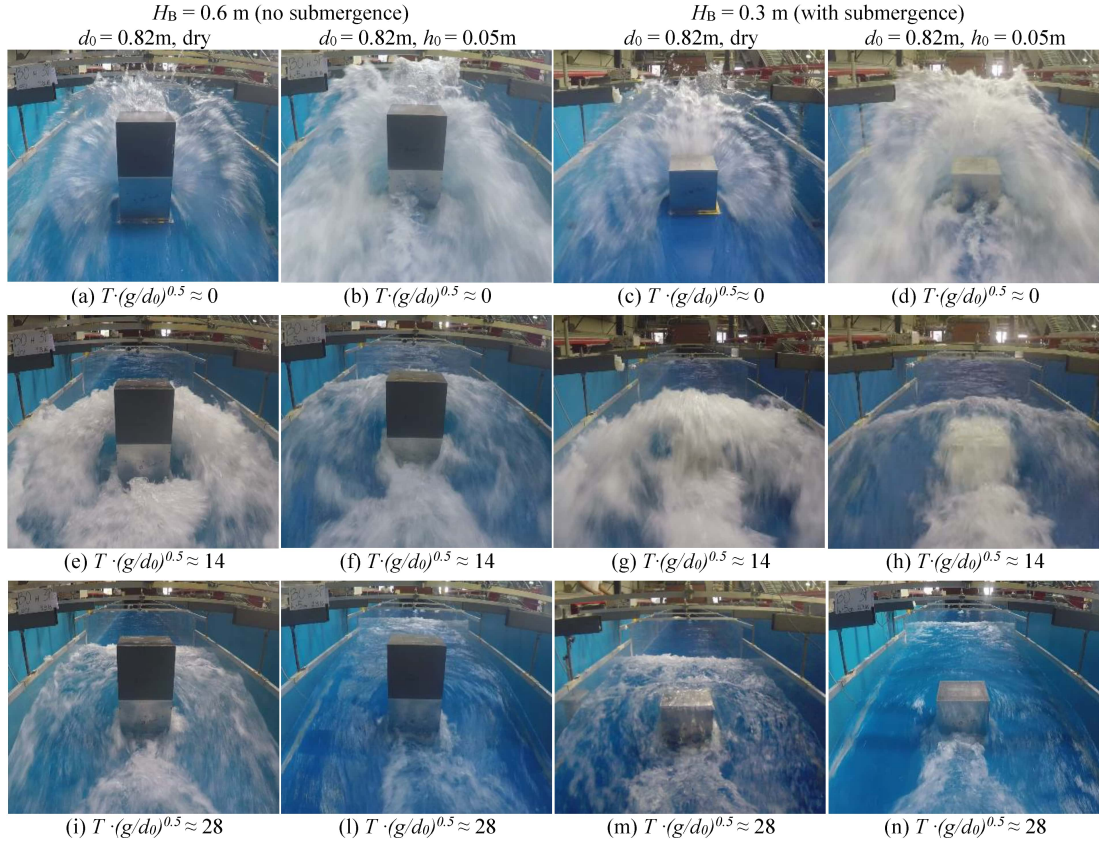 H_B = 0.6 m (no submergence)
H_B = 0.3 m (with submergence)
d_0 = 0.82m, dry
d_0 = 0.82m, h_0 = 0.05m
d_0 = 0.82m, dry
d_0 = 0.82m, h_0 = 0.05m
(a) T·(g/d_0)^0.5 ≈ 0
(b) T·(g/d_0)^0.5 ≈ 0
(c) T·(g/d_0)^0.5 ≈ 0
(d) T·(g/d_0)^0.5 ≈ 0
(e) T·(g/d_0)^0.5 ≈ 14
(f) T·(g/d_0)^0.5 ≈ 14
(g) T·(g/d_0)^0.5 ≈ 14
(h) T·(g/d_0)^0.5 ≈ 14
(i) T·(g/d_0)^0.5 ≈ 28
(l) T·(g/d_0)^0.5 ≈ 28
(m) T·(g/d_0)^0.5 ≈ 28
(n) T·(g/d_0)^0.5 ≈ 28